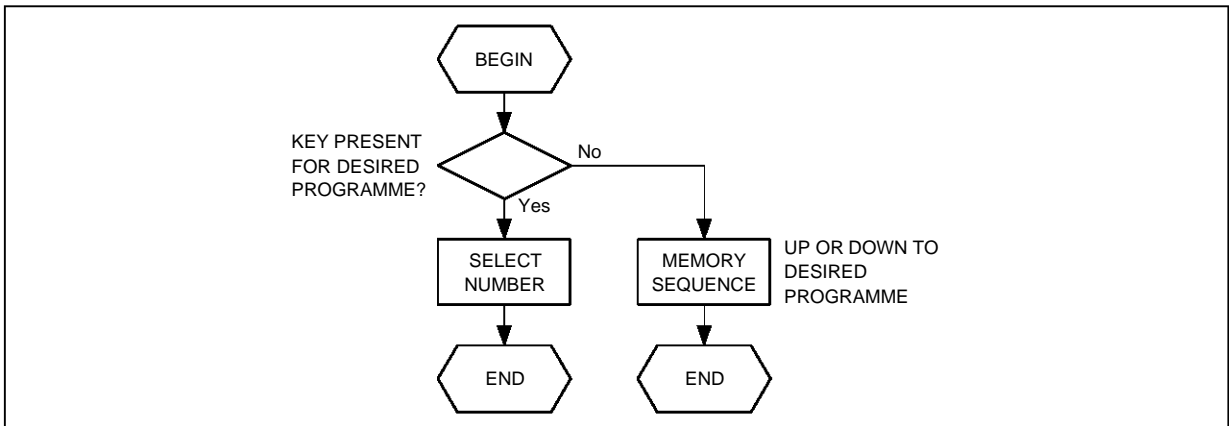 BEGIN
KEY PRESENT
FOR DESIRED
PROGRAMME?
No
Yes
SELECT
NUMBER
MEMORY
SEQUENCE
UP OR DOWN TO
DESIRED
PROGRAMME
END
END